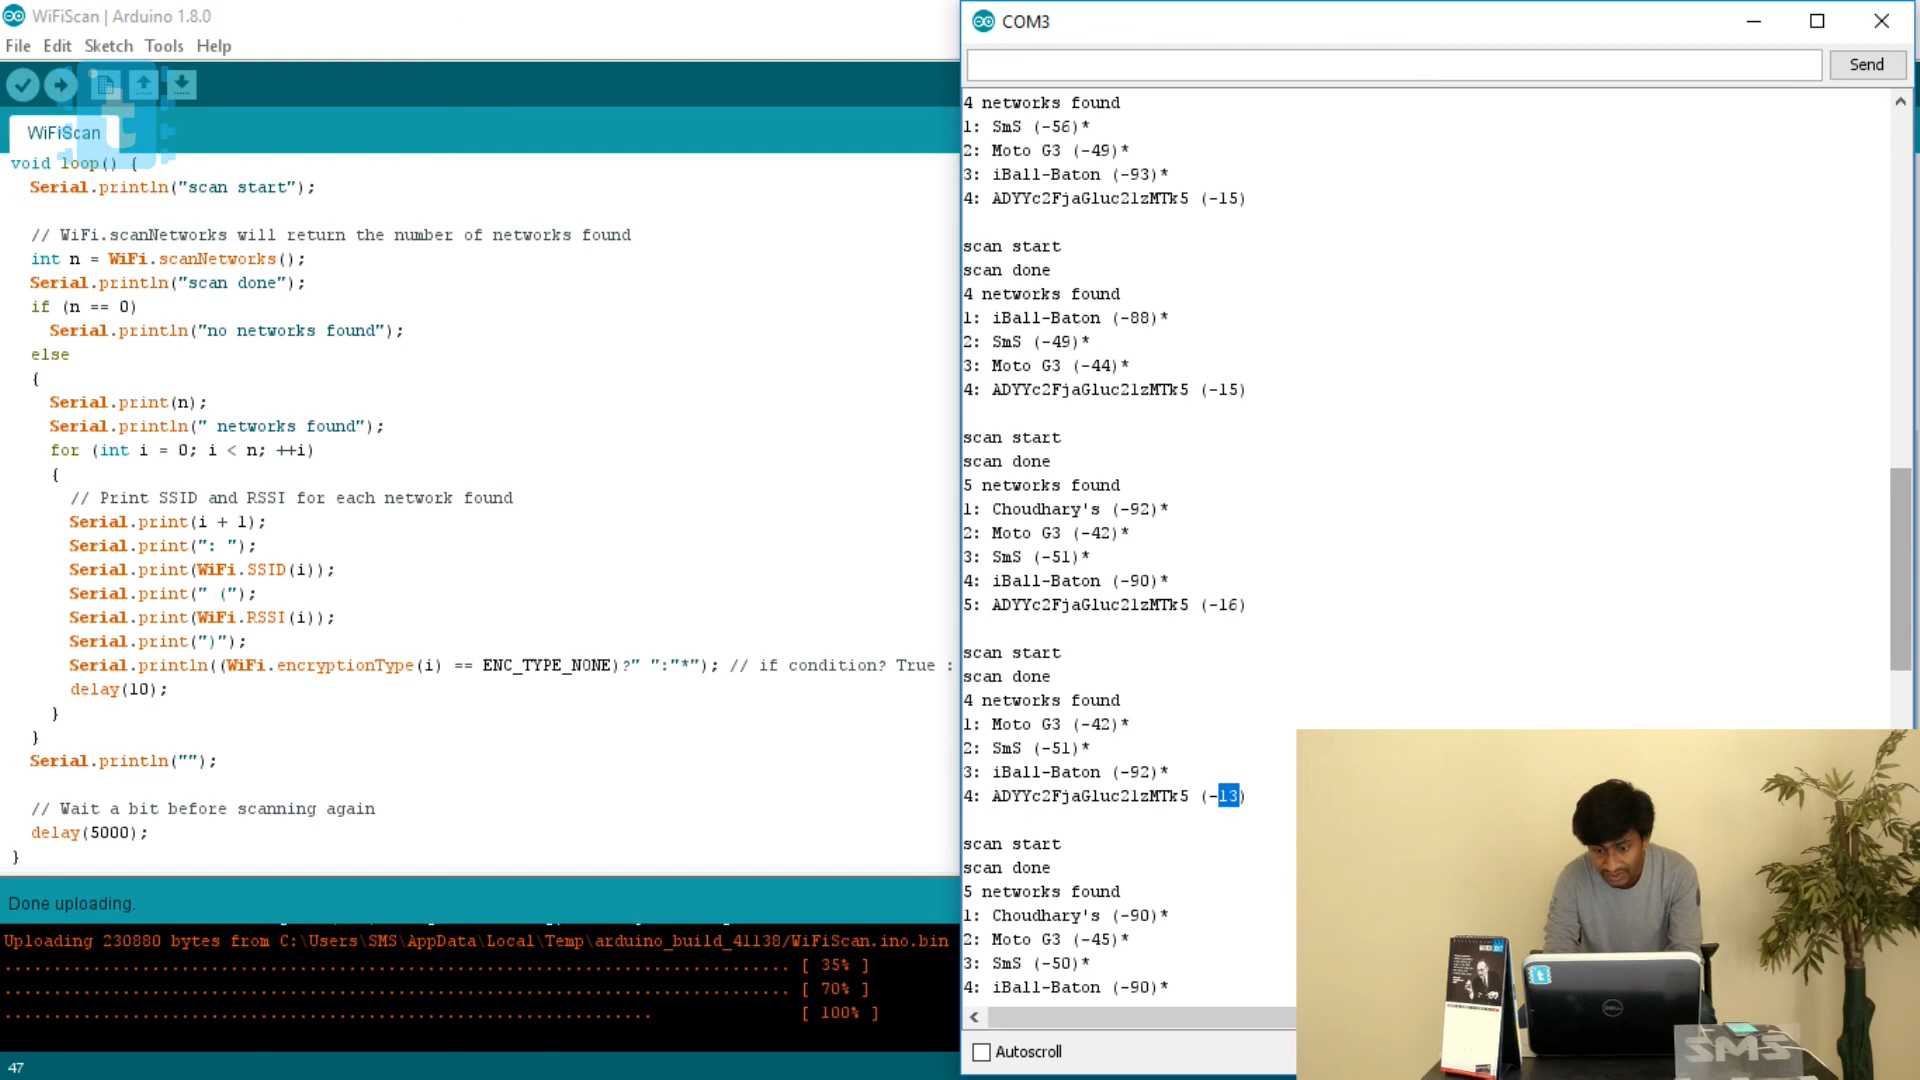 WiFiScan | Arduino 1.8.0
File Edit Sketch Tools Help
WiFiScan
void loop() {
Serial.println("scan start");
// WiFi.scanNetworks will return the number of networks found
int n = WiFi.scanNetworks();
Serial.println("scan done");
if (n == 0)
Serial.println("no networks found");
else
{
Serial.print(n);
Serial.println(" networks found");
for (int i = 0; i < n; ++i)
{
// Print SSID and RSSI for each network found
Serial.print(i + 1);
Serial.print(": ");
Serial.print(WiFi.SSID(i));
Serial.print(" (");
Serial.print(WiFi.RSSI(i));
Serial.print(")");
Serial.println((WiFi.encryptionType(i) == ENC_TYPE_NONE)?" ":"*"); // if condition? True :
delay(10);
}
}
Serial.println("");
// Wait a bit before scanning again
delay(5000);
}
Done uploading.
Uploading 230880 bytes from C:\Users\SMS\AppData\Local\Temp\arduino_build_41138/WiFiScan.ino.bin
[ 35% ]
[ 70% ]
[ 100% ]
47
COM3
Send
4 networks found
1: SmS (-56)*
2: Moto G3 (-49)*
3: iBall-Baton (-93)*
4: ADYYc2FjaGluc21zMTk5 (-15)
scan start
scan done
4 networks found
1: iBall-Baton (-88)*
2: SmS (-49)*
3: Moto G3 (-44)*
4: ADYYc2FjaGluc21zMTk5 (-15)
scan start
scan done
5 networks found
1: Choudhary's (-92)*
2: Moto G3 (-42)*
3: SmS (-51)*
4: iBall-Baton (-90)*
5: ADYYc2FjaGluc21zMTk5 (-16)
scan start
scan done
4 networks found
1: Moto G3 (-42)*
2: SmS (-51)*
3: iBall-Baton (-92)*
4: ADYYc2FjaGluc21zMTk5 (-13)
scan start
scan done
5 networks found
1: Choudhary's (-90)*
2: Moto G3 (-45)*
3: SmS (-50)*
4: iBall-Baton (-90)*
Autoscroll
DELL
SMS